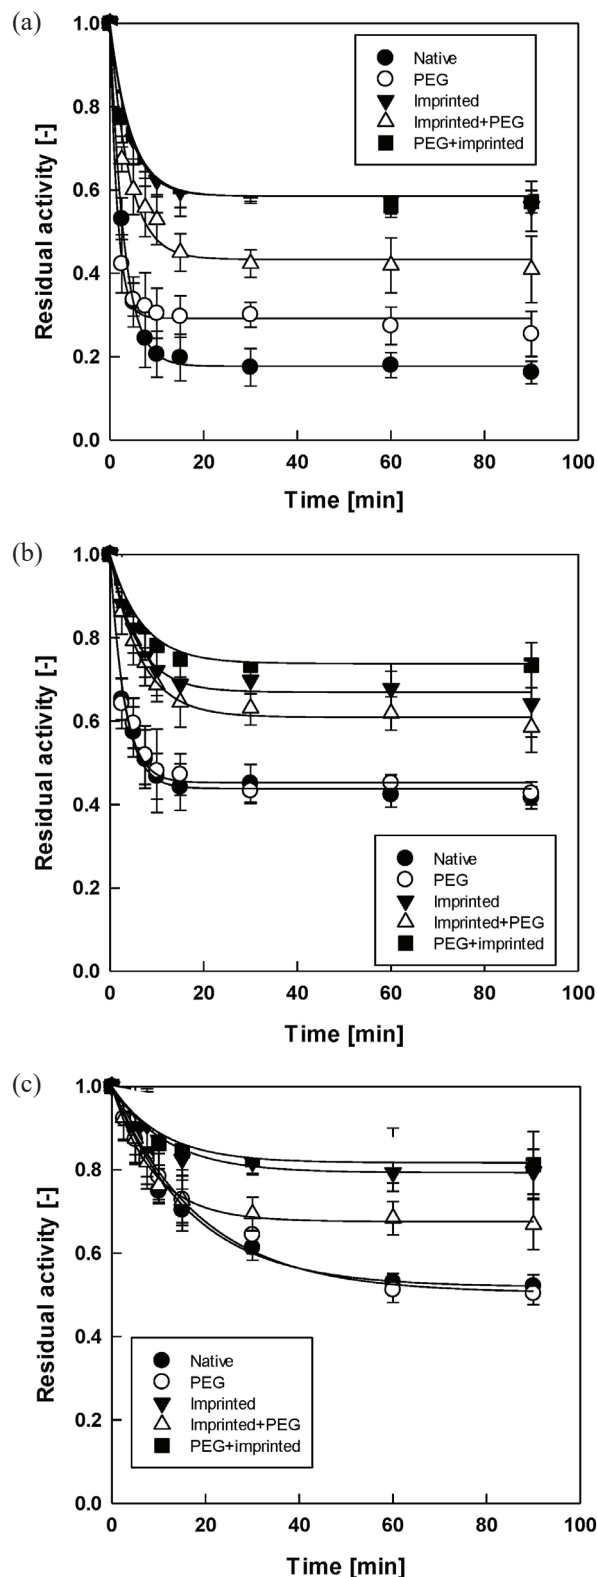 (a)
1.0
0.8
0.6
0.4
0.2
0.0
Residual activity [-]
Native
PEG
Imprinted
Imprinted+PEG
PEG+imprinted
0 20 40 60 80 100
Time [min]
(b)
1.0
0.8
0.6
0.4
0.2
0.0
Residual activity [-]
Native
PEG
Imprinted
Imprinted+PEG
PEG+imprinted
0 20 40 60 80 100
Time [min]
(c)
1.0
0.8
0.6
0.4
0.2
0.0
Residual activity [-]
Native
PEG
Imprinted
Imprinted+PEG
PEG+imprinted
0 20 40 60 80 100
Time [min]